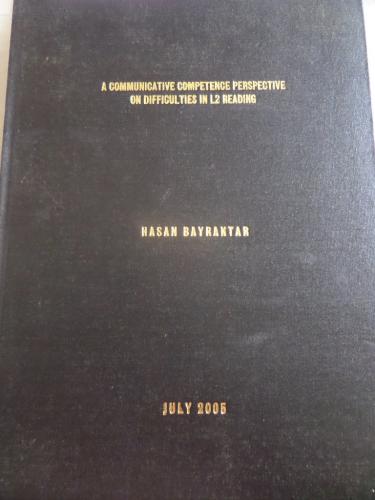 A COMMUNICATIVE COMPETENCE PERSPECTIVE
ON DIFFICULTIES IN L2 READING
HASAN BAYRAKTAR
JULY 2005